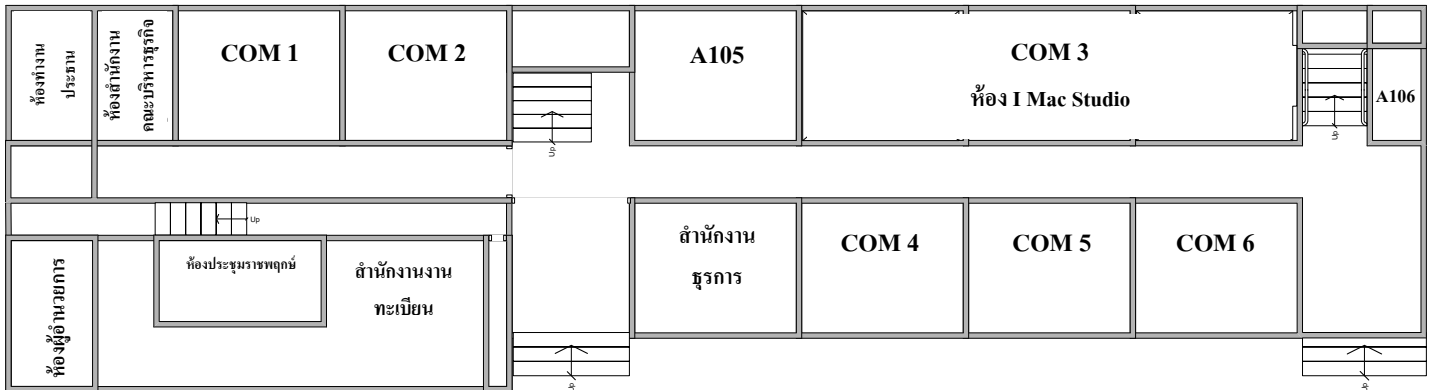 ห้องทำงาน
ประธาน
ห้องสำนักงาน
คณะบริหารธุรกิจ
COM 1
COM 2
A105
COM 3
ห้อง I Mac Studio
A106
Up
Up
Up
ห้องผู้อำนวยการ
ห้องประชุมราชพฤกษ์
สำนักงานงาน
ทะเบียน
สำนักงาน
ธุรการ
COM 4
COM 5
COM 6
Up
Up